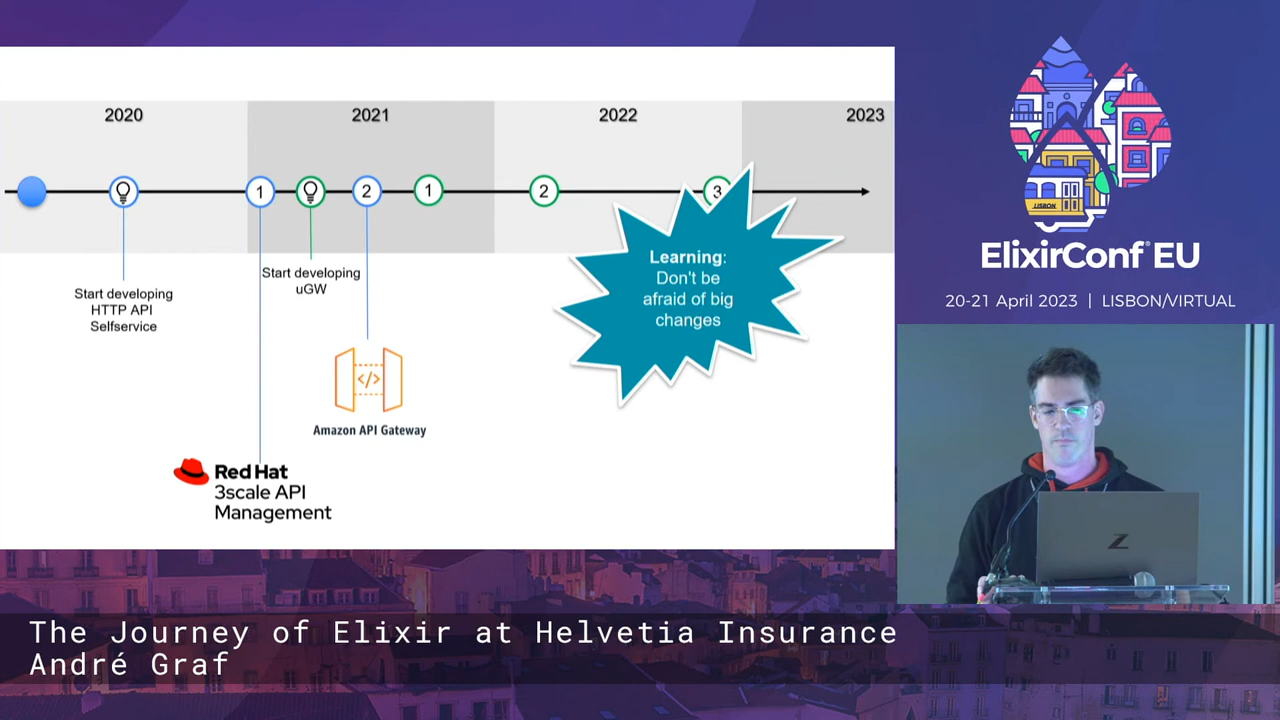 2020
2021
2022
2023
1
2
1
2
3
Start developing
HTTP API
Selfservice
Start developing
uGW
Learning:
Don't be
afraid of big
changes
</>
Amazon API Gateway
Red Hat
3scale API
Management
LISBON
ElixirConf® EU
20-21 April 2023 | LISBON/VIRTUAL
Z
The Journey of Elixir at Helvetia Insurance
André Graf